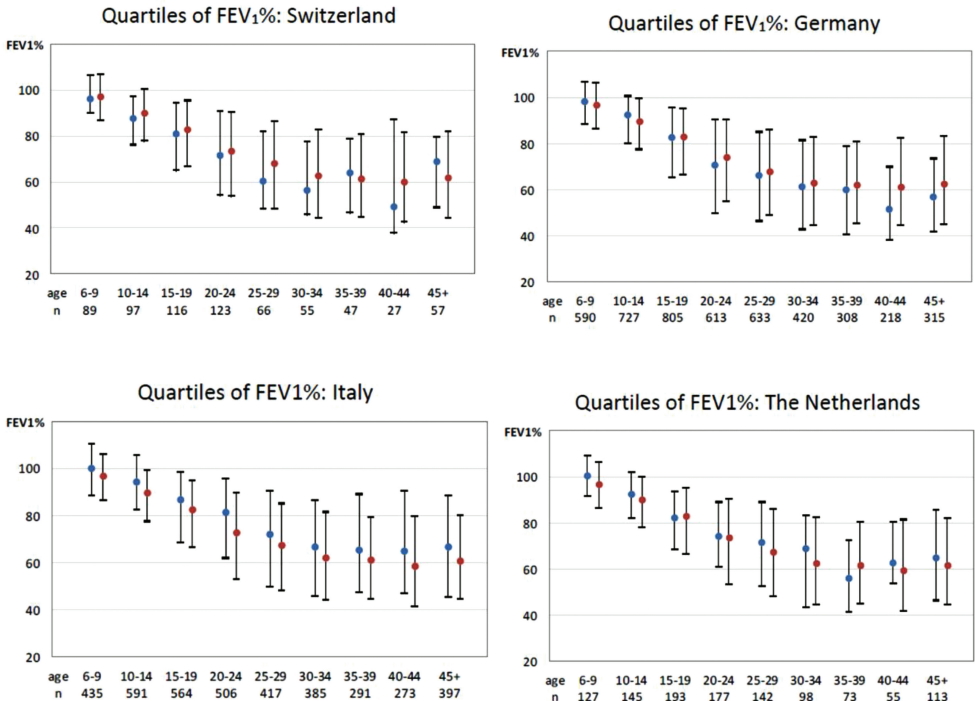 Quartiles of FEV₁%: Switzerland
FEV1%
100
80
60
40
20
age 6-9 10-14 15-19 20-24 25-29 30-34 35-39 40-44 45+
n 89 97 116 123 66 55 47 27 57
Quartiles of FEV₁%: Germany
FEV1%
100
80
60
40
20
age 6-9 10-14 15-19 20-24 25-29 30-34 35-39 40-44 45+
n 590 727 805 613 633 420 308 218 315
Quartiles of FEV1%: Italy
FEV1%
100
80
60
40
20
age 6-9 10-14 15-19 20-24 25-29 30-34 35-39 40-44 45+
n 435 591 564 506 417 385 291 273 397
Quartiles of FEV1%: The Netherlands
FEV1%
100
80
60
40
20
age 6-9 10-14 15-19 20-24 25-29 30-34 35-39 40-44 45+
n 127 145 193 177 142 98 73 55 113